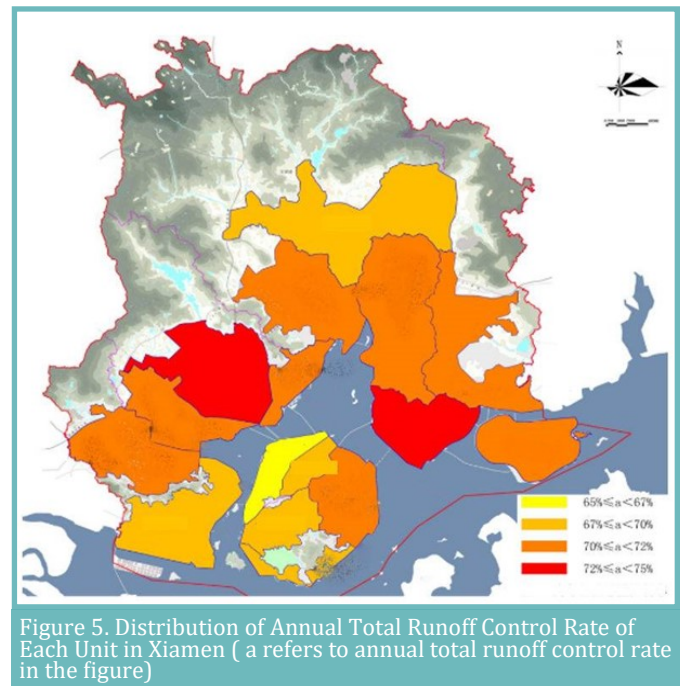 N
65%≦a<67%
67%≦a<70%
70%≦a<72%
72%≦a<75%
Figure 5. Distribution of Annual Total Runoff Control Rate of
Each Unit in Xiamen ( a refers to annual total runoff control rate
in the figure)